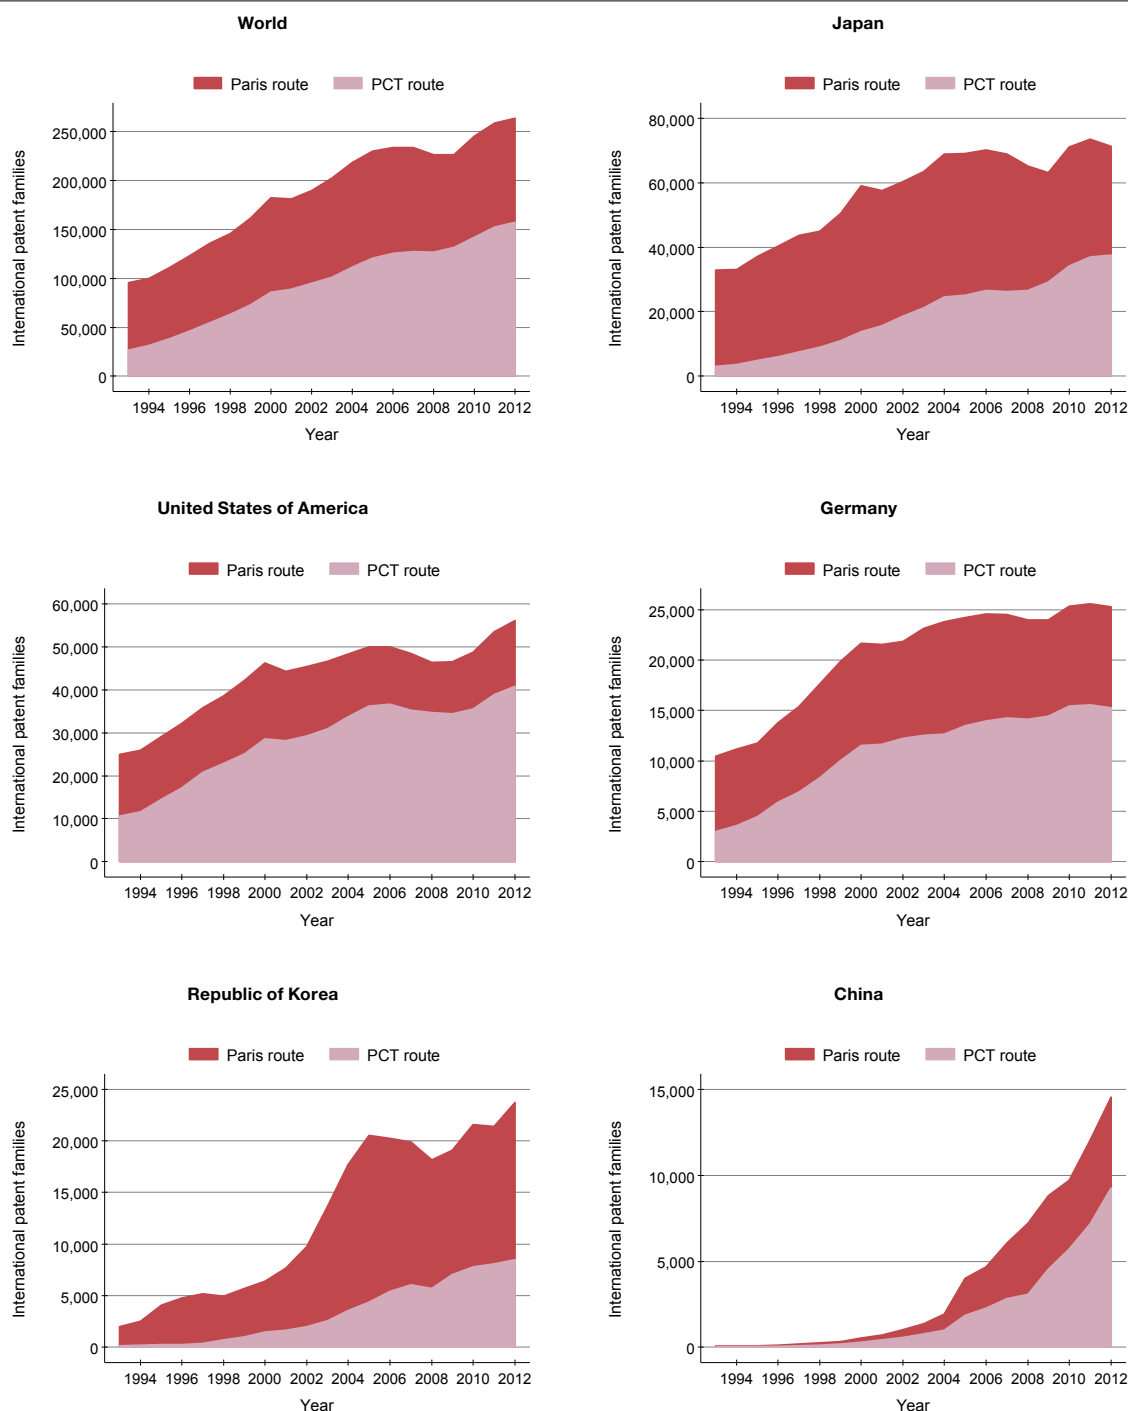 World
Paris route
PCT route
International patent families
250,000
200,000
150,000
100,000
50,000
0
1994 1996 1998 2000 2002 2004 2006 2008 2010 2012
Year
Japan
Paris route
PCT route
International patent families
80,000
60,000
40,000
20,000
0
1994 1996 1998 2000 2002 2004 2006 2008 2010 2012
Year
United States of America
Paris route
PCT route
International patent families
60,000
50,000
40,000
30,000
20,000
10,000
0
1994 1996 1998 2000 2002 2004 2006 2008 2010 2012
Year
Germany
Paris route
PCT route
International patent families
25,000
20,000
15,000
10,000
5,000
0
1994 1996 1998 2000 2002 2004 2006 2008 2010 2012
Year
Republic of Korea
Paris route
PCT route
International patent families
25,000
20,000
15,000
10,000
5,000
0
1994 1996 1998 2000 2002 2004 2006 2008 2010 2012
Year
China
Paris route
PCT route
International patent families
15,000
10,000
5,000
0
1994 1996 1998 2000 2002 2004 2006 2008 2010 2012
Year